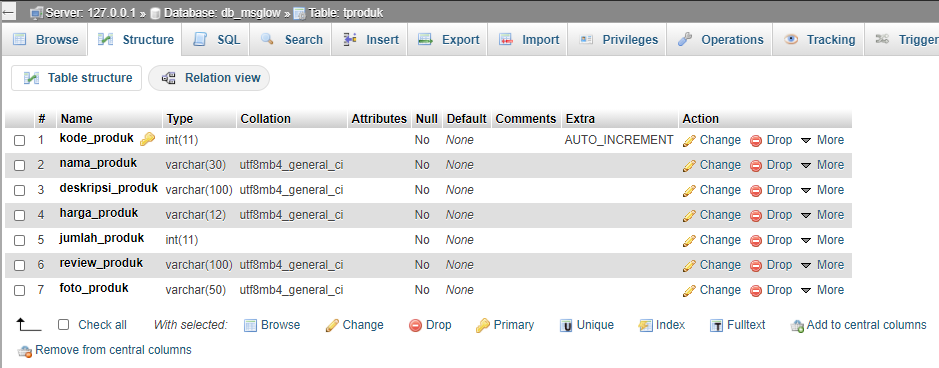 Server: 127.0.0.1 » Database: db_msglow » Table: tproduk
Browse Structure SQL Search Insert Export Import Privileges Operations Tracking Trigger
Table structure Relation view
# Name Type Collation Attributes Null Default Comments Extra Action
1 kode_produk int(11) No None AUTO_INCREMENT Change Drop More
2 nama_produk varchar(30) utf8mb4_general_ci No None Change Drop More
3 deskripsi_produk varchar(100) utf8mb4_general_ci No None Change Drop More
4 harga_produk varchar(12) utf8mb4_general_ci No None Change Drop More
5 jumlah_produk int(11) No None Change Drop More
6 review_produk varchar(100) utf8mb4_general_ci No None Change Drop More
7 foto_produk varchar(50) utf8mb4_general_ci No None Change Drop More
Check all With selected: Browse Change Drop Primary Unique Index Fulltext Add to central columns
Remove from central columns